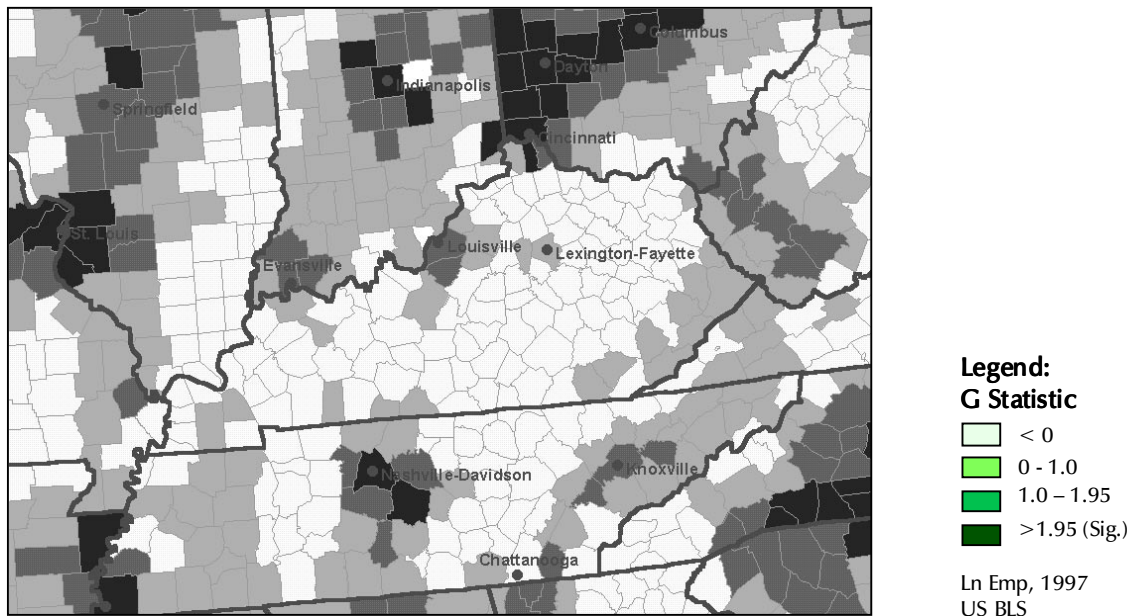 Columbus
Dayton
Indianapolis
Springfield
Cincinnati
St. Louis
Louisville
Lexington-Fayette
Evansville
Nashville-Davidson
Knoxville
Chattanooga
Legend:
G Statistic
< 0
0 - 1.0
1.0 – 1.95
>1.95 (Sig.)
Ln Emp, 1997
US BLS